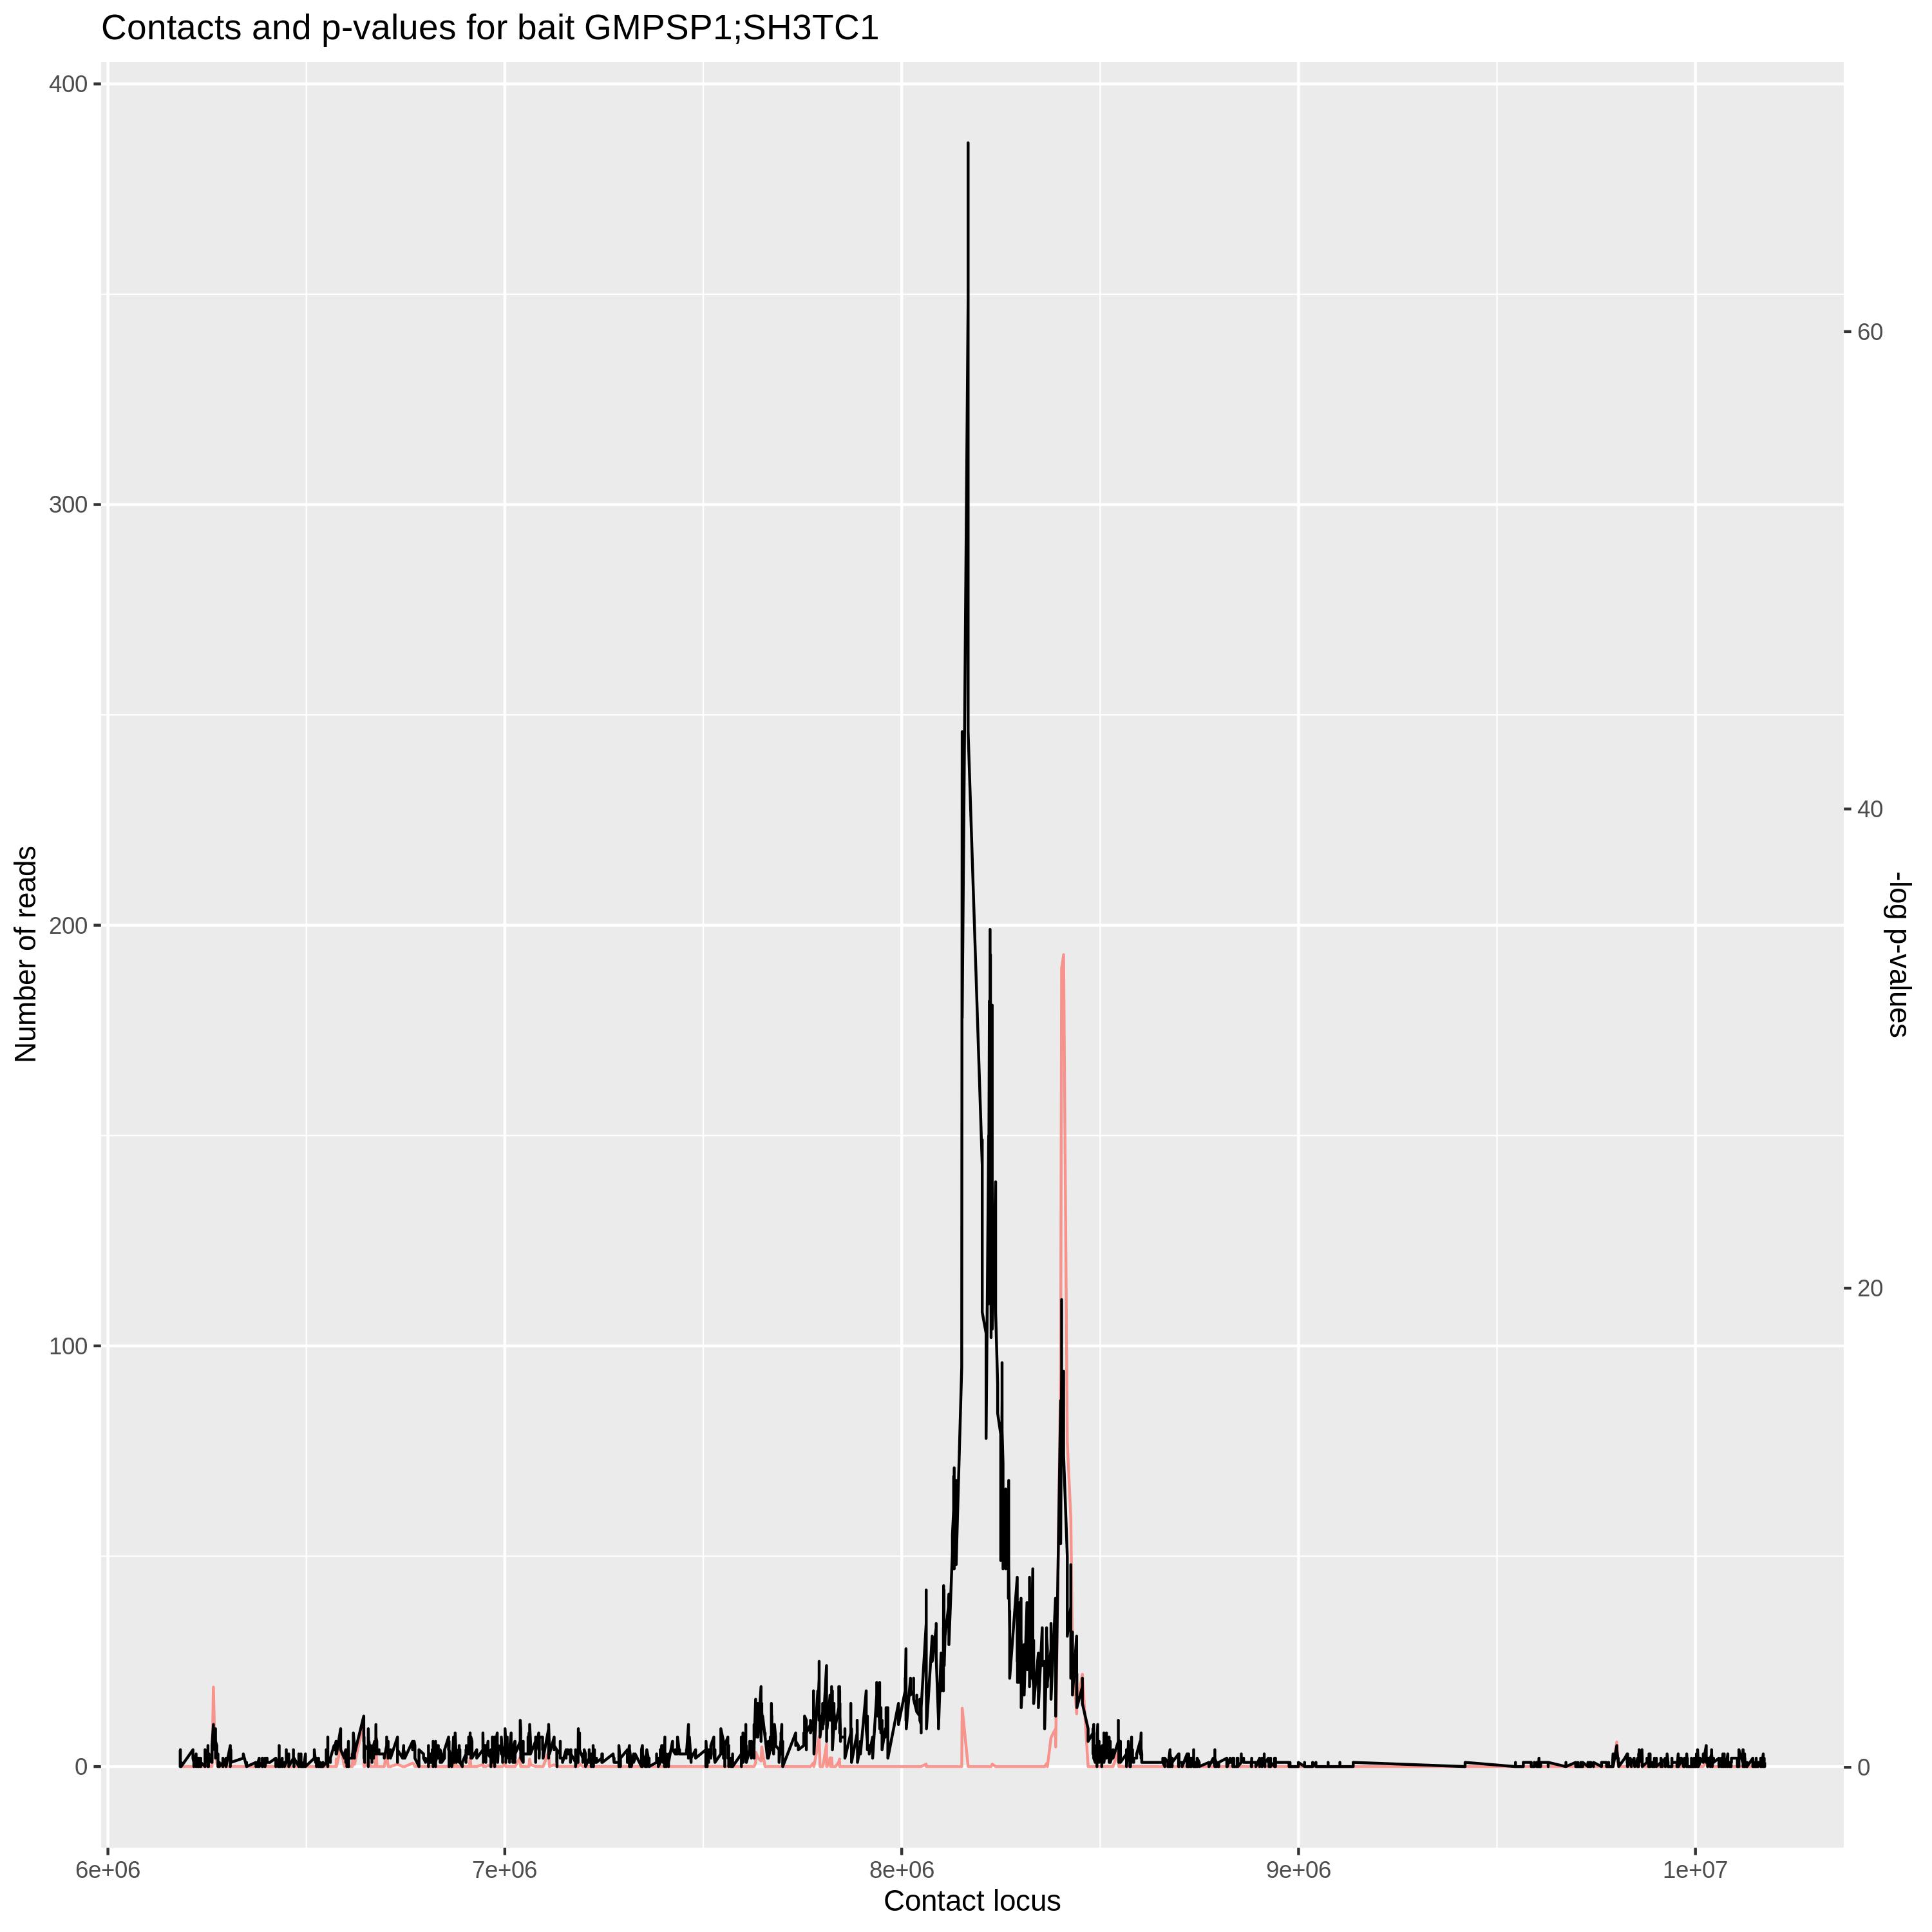 Contacts and p-values for bait GMPSP1;SH3TC1
400
300
200
100
0
60
40
20
0
Number of reads
-log p-values
6e+06
7e+06
8e+06
9e+06
1e+07
Contact locus